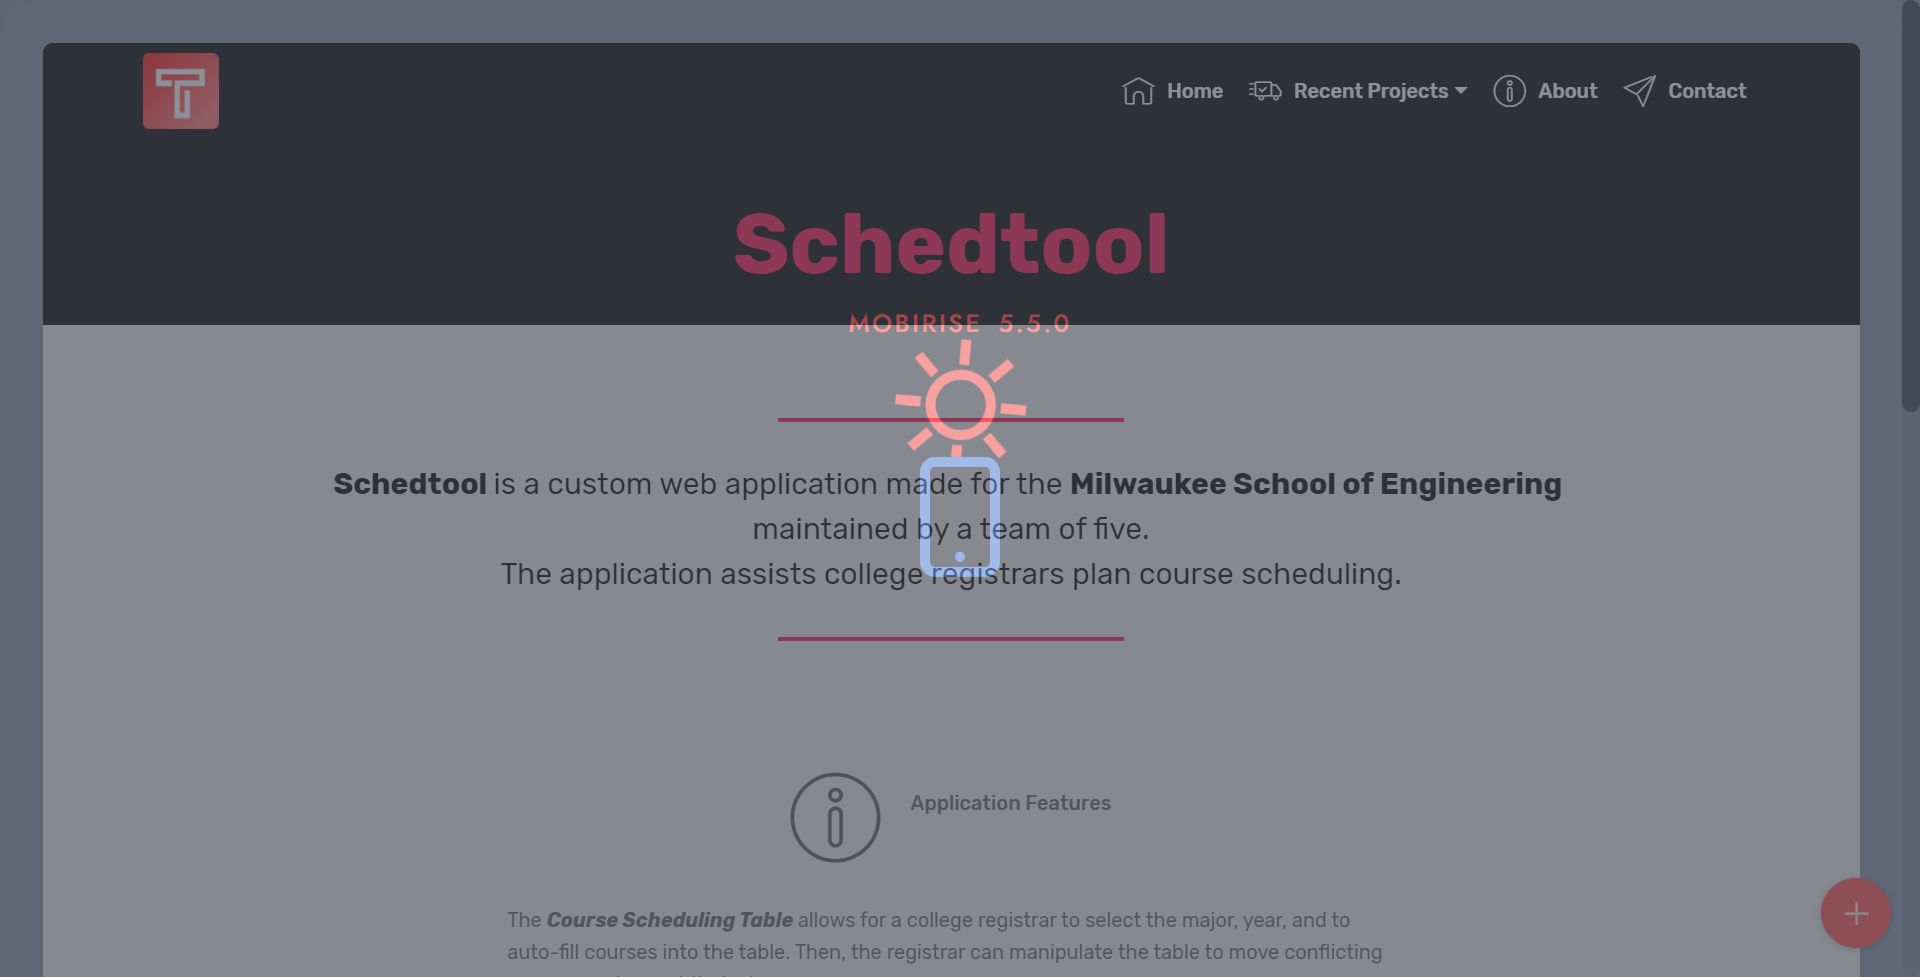 Home Recent Projects About Contact
Schedtool
MOBIRISE 5.5.0
Schedtool is a custom web application made for the Milwaukee School of Engineering
maintained by a team of five.
The application assists college registrars plan course scheduling.
Application Features
The Course Scheduling Table allows for a college registrar to select the major, year, and to
auto-fill courses into the table. Then, the registrar can manipulate the table to move conflicting